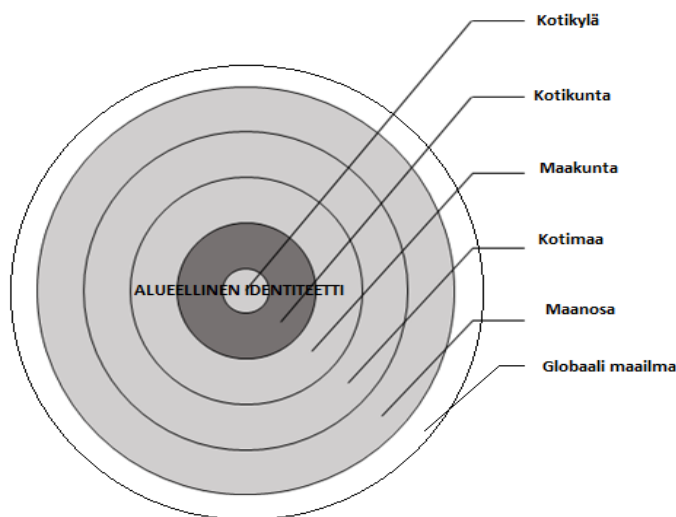 Kotikylä
Kotikunta
Maakunta
Kotimaa
ALUEELLINEN IDENTITEETTI
Maanosa
Globaali maailma